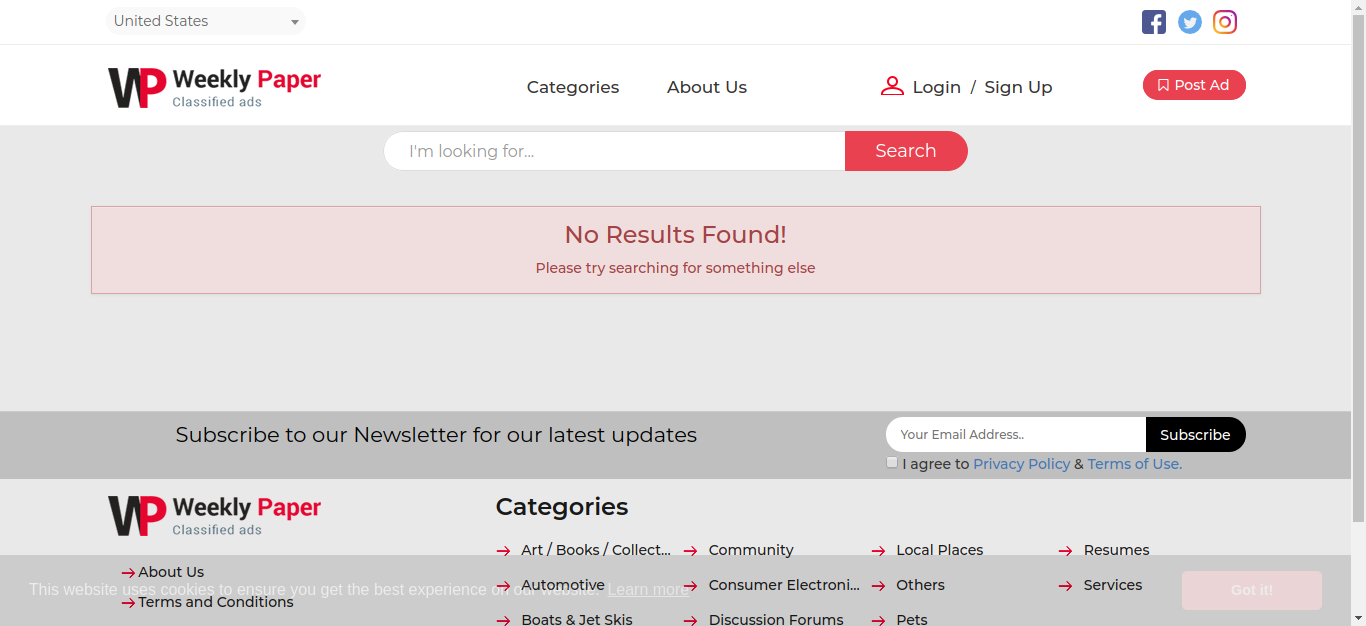 United States
WP Weekly Paper
Classified ads
Categories
About Us
Login / Sign Up
Post Ad
I'm looking for...
Search
No Results Found!
Please try searching for something else
Subscribe to our Newsletter for our latest updates
Your Email Address..
Subscribe
I agree to Privacy Policy & Terms of Use.
WP Weekly Paper
Classified ads
About Us
Terms and Conditions
Categories
Art / Books / Collect...
Community
Local Places
Resumes
Automotive
Consumer Electroni...
Others
Services
Boats & Jet Skis
Discussion Forums
Pets
This website uses cookies to ensure you get the best experience on our website. Learn more
Got it!